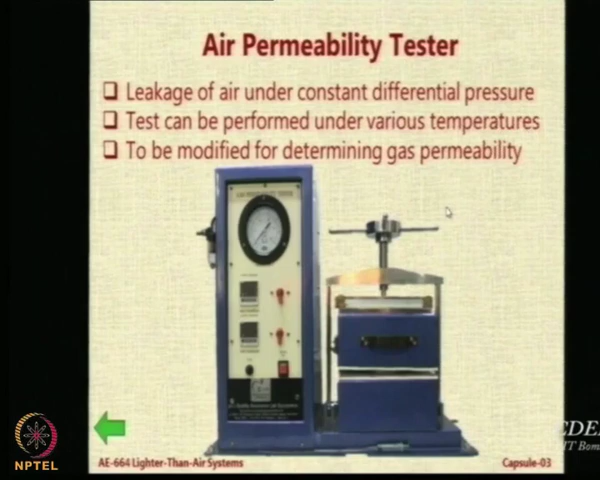 Air Permeability Tester
❑ Leakage of air under constant differential pressure
❑ Test can be performed under various temperatures
❑ To be modified for determining gas permeability
NPTEL
AE-664 Lighter-Than-Air Systems
Capsule-03